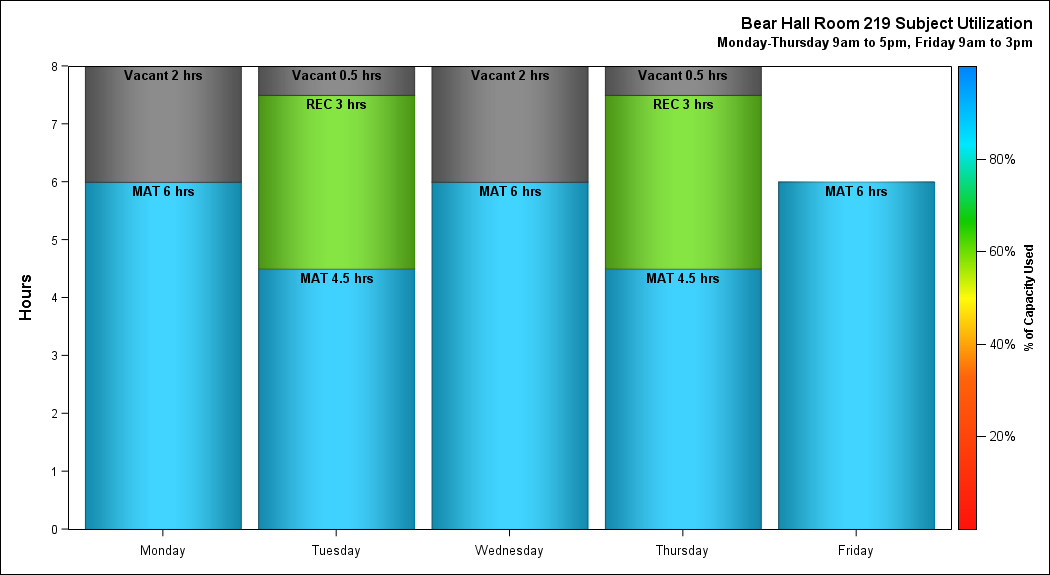 Bear Hall Room 219 Subject Utilization
Monday-Thursday 9am to 5pm, Friday 9am to 3pm
Hours
8
7
6
5
4
3
2
1
0
Vacant 2 hrs
MAT 6 hrs
Vacant 0.5 hrs
REC 3 hrs
MAT 4.5 hrs
Vacant 2 hrs
MAT 6 hrs
Vacant 0.5 hrs
REC 3 hrs
MAT 4.5 hrs
MAT 6 hrs
Monday
Tuesday
Wednesday
Thursday
Friday
80%
60%
40%
20%
% of Capacity Used